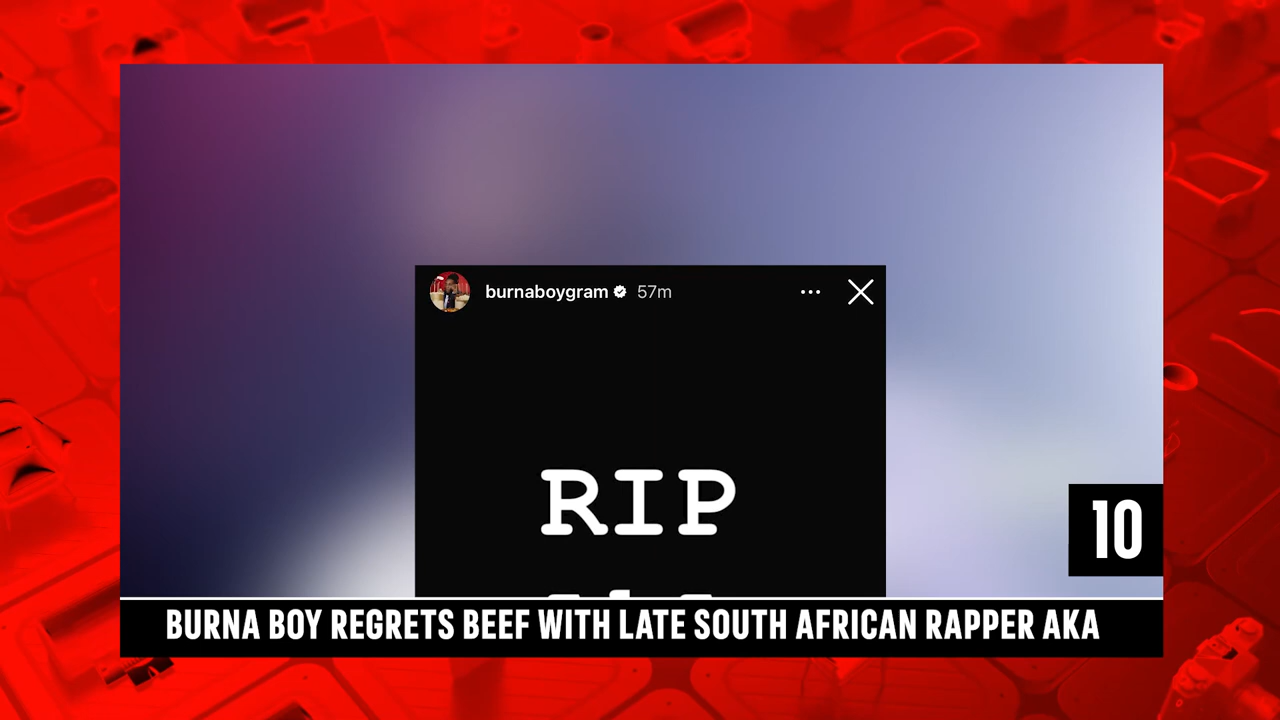 burnaboygram 57m
RIP
10
BURNA BOY REGRETS BEEF WITH LATE SOUTH AFRICAN RAPPER AKA